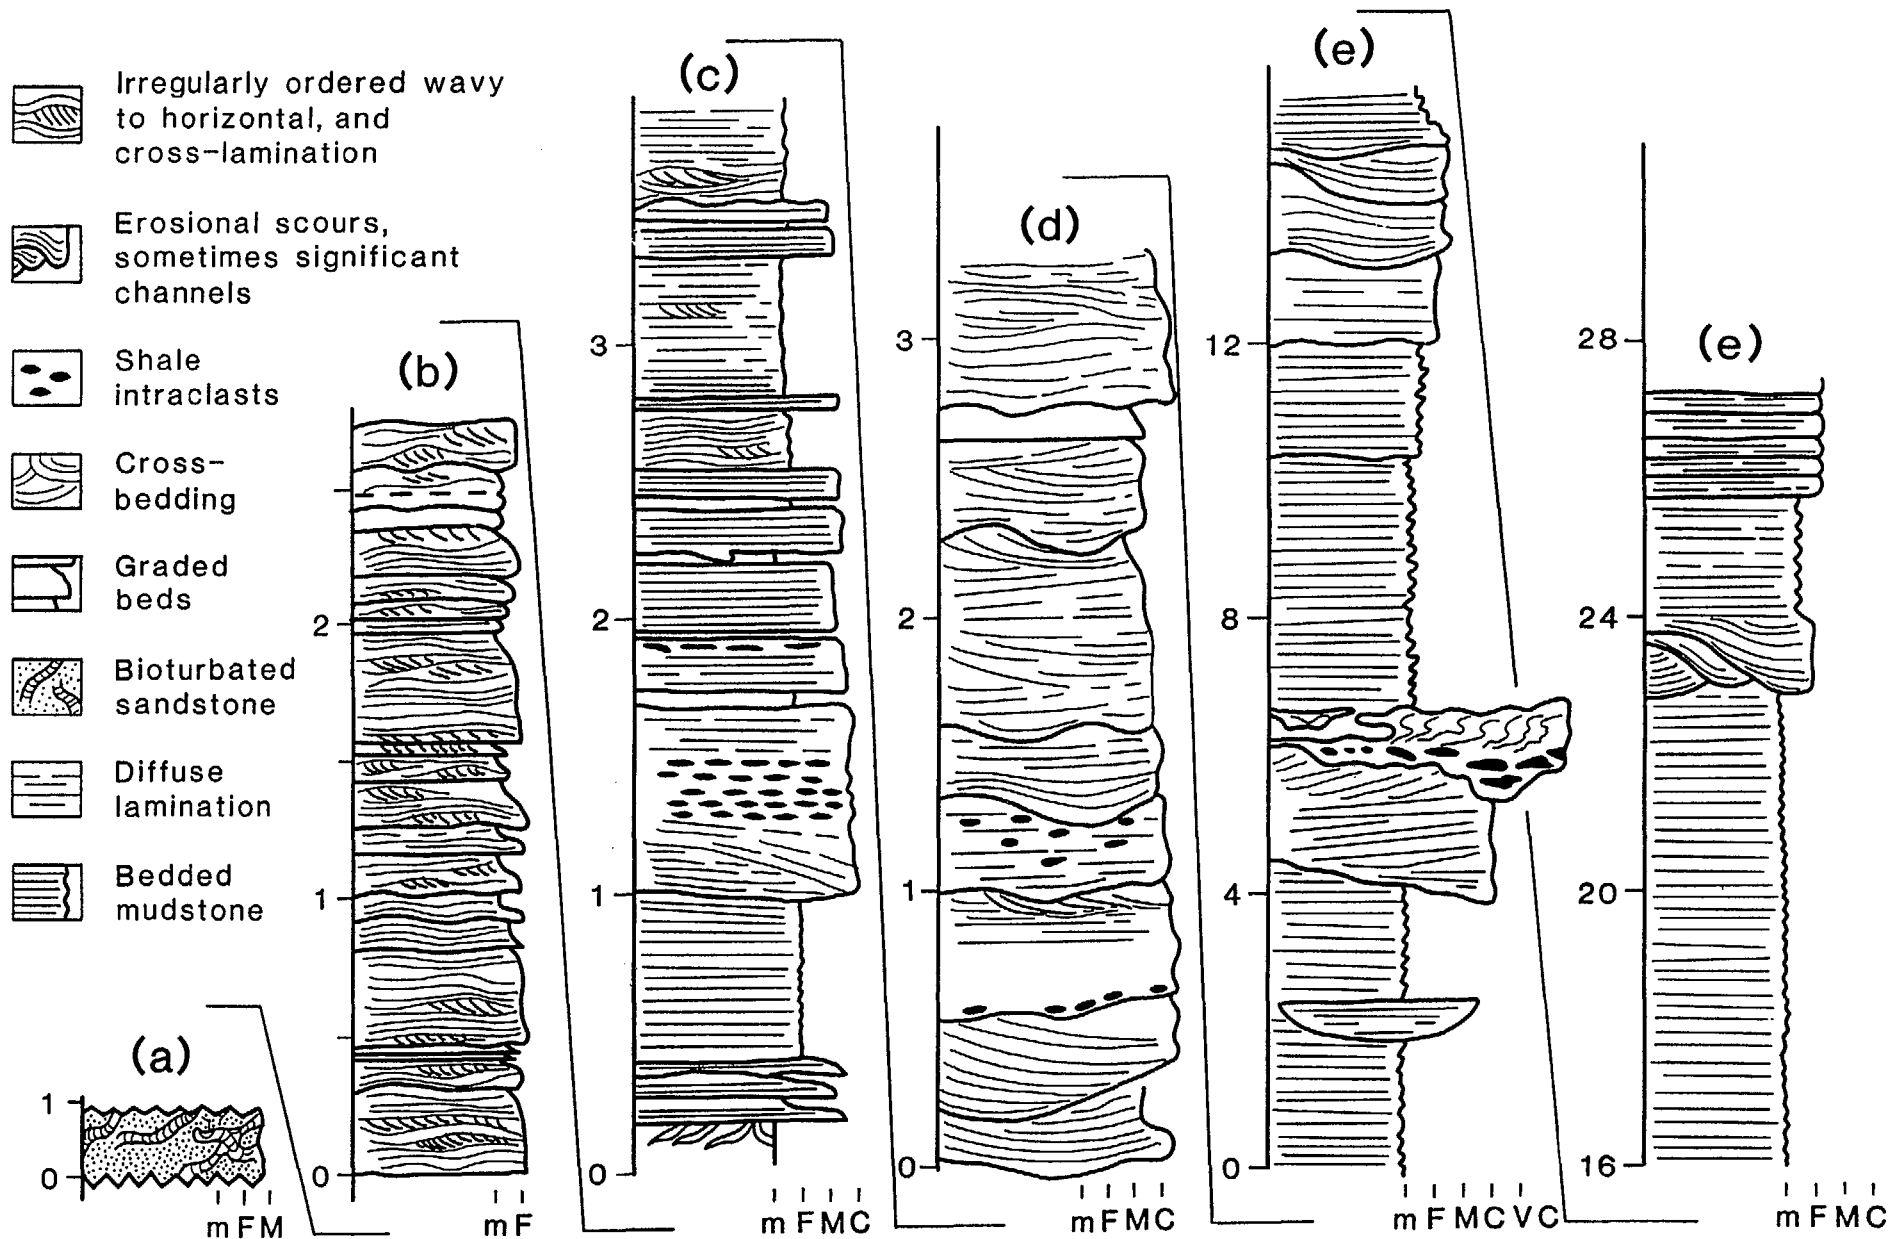 Irregularly ordered wavy
to horizontal, and
cross-lamination
Erosional scours,
sometimes significant
channels
Shale
intraclasts
Cross-
bedding
Graded
beds
Bioturbated
sandstone
Diffuse
lamination
Bedded
mudstone
(a)
1
0
m F M
(b)
2
1
0
m F
(c)
3
2
1
0
m F M C
(d)
3
2
1
0
m F M C
(e)
12
8
4
0
m F M C V C
(e)
28
24
20
16
m F M C